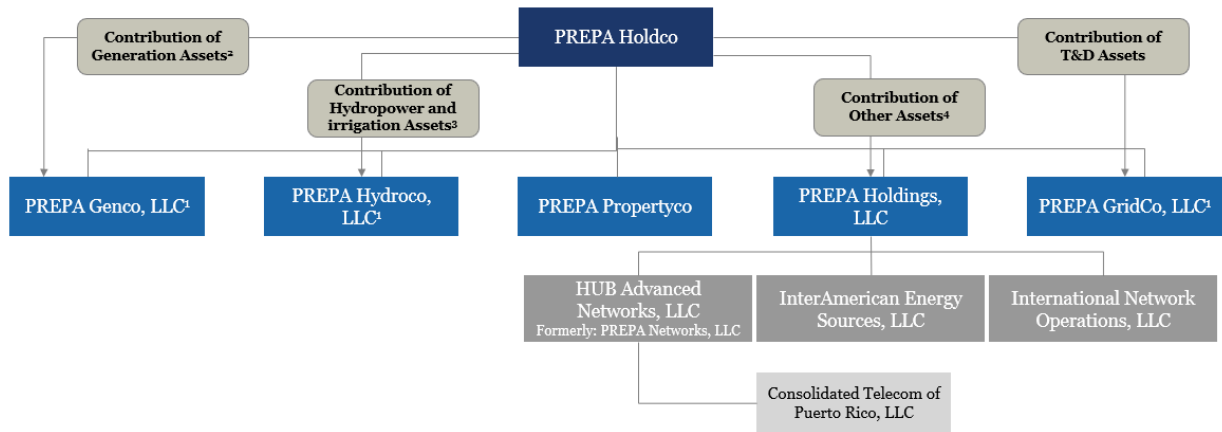 PREPA Holdco
Contribution of
Generation Assets²
Contribution of
T&D Assets
Contribution of
Hydropower and
irrigation Assets³
Contribution of
Other Assets⁴
PREPA Genco, LLC¹
PREPA Hydroco,
LLC¹
PREPA Propertyco
PREPA Holdings,
LLC
PREPA GridCo, LLC¹
HUB Advanced
Networks, LLC
Formerly: PREPA Networks, LLC
InterAmerican Energy
Sources, LLC
International Network
Operations, LLC
Consolidated Telecom of
Puerto Rico, LLC